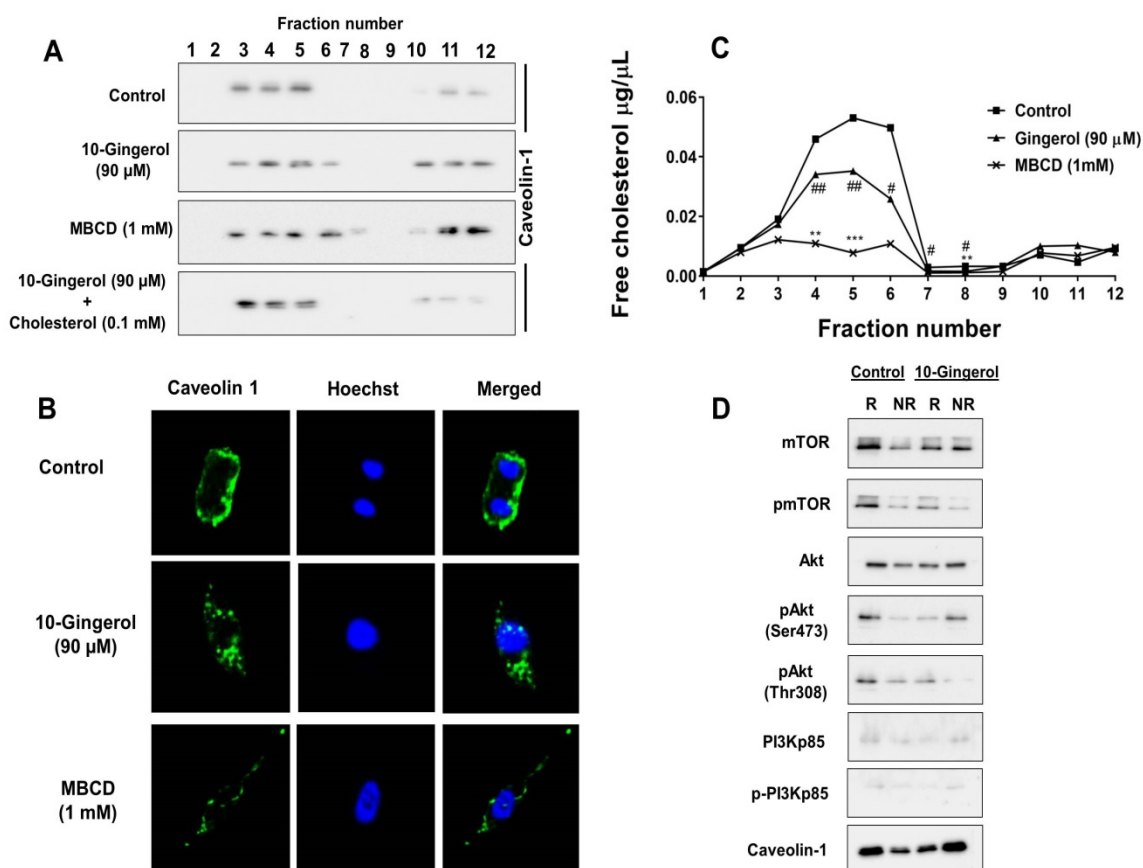 A
Fraction number
1 2 3 4 5 6 7 8 9 10 11 12
Control
10-Gingerol
(90 µM)
MBCD (1 mM)
10-Gingerol (90 µM)
+
Cholesterol (0.1 mM)
Caveolin-1
B
Caveolin 1 Hoechst Merged
Control
10-Gingerol
(90 µM)
MBCD
(1 mM)
C
Free cholesterol µg/µL
0.06
0.04
0.02
0.00
Control
Gingerol (90 µM)
MBCD (1mM)
## ## #
** ***
# #
**
1 2 3 4 5 6 7 8 9 10 11 12
Fraction number
D
Control 10-Gingerol
R NR R NR
mTOR
pmTOR
Akt
pAkt
(Ser473)
pAkt
(Thr308)
PI3Kp85
p-PI3Kp85
Caveolin-1